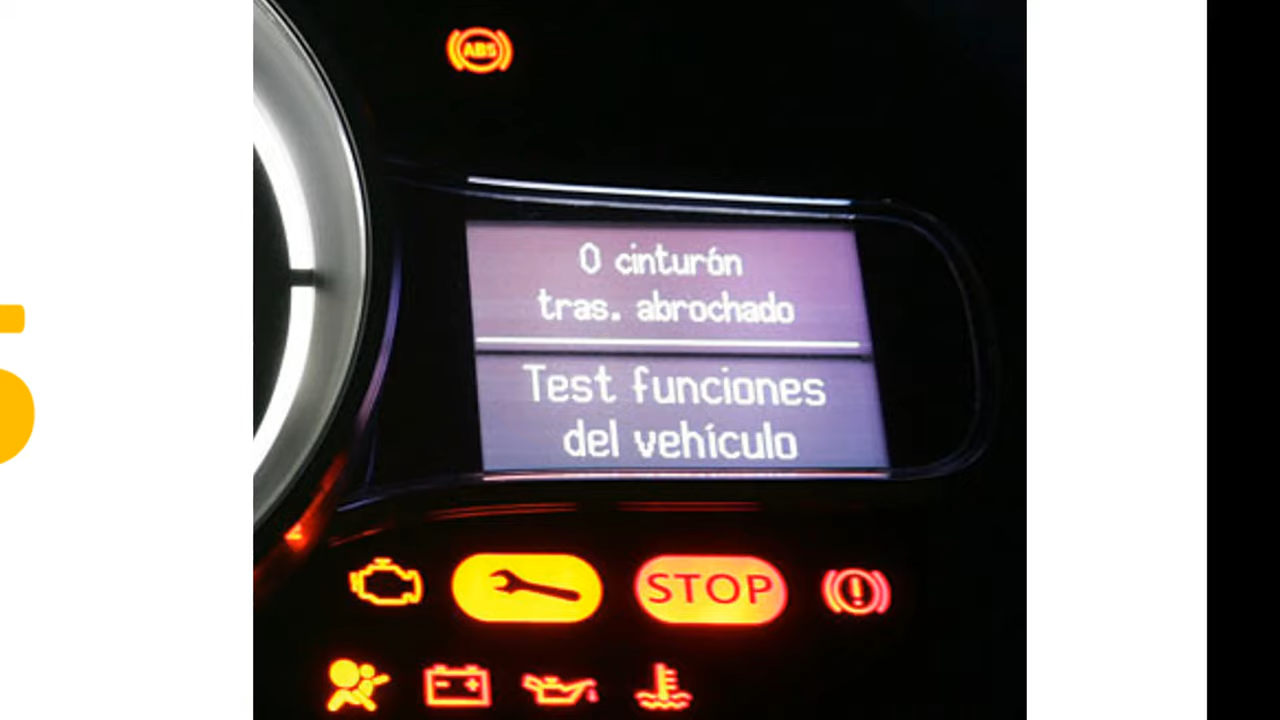 ABS
0 cinturón
tras. abrochado
Test funciones
del vehículo
STOP